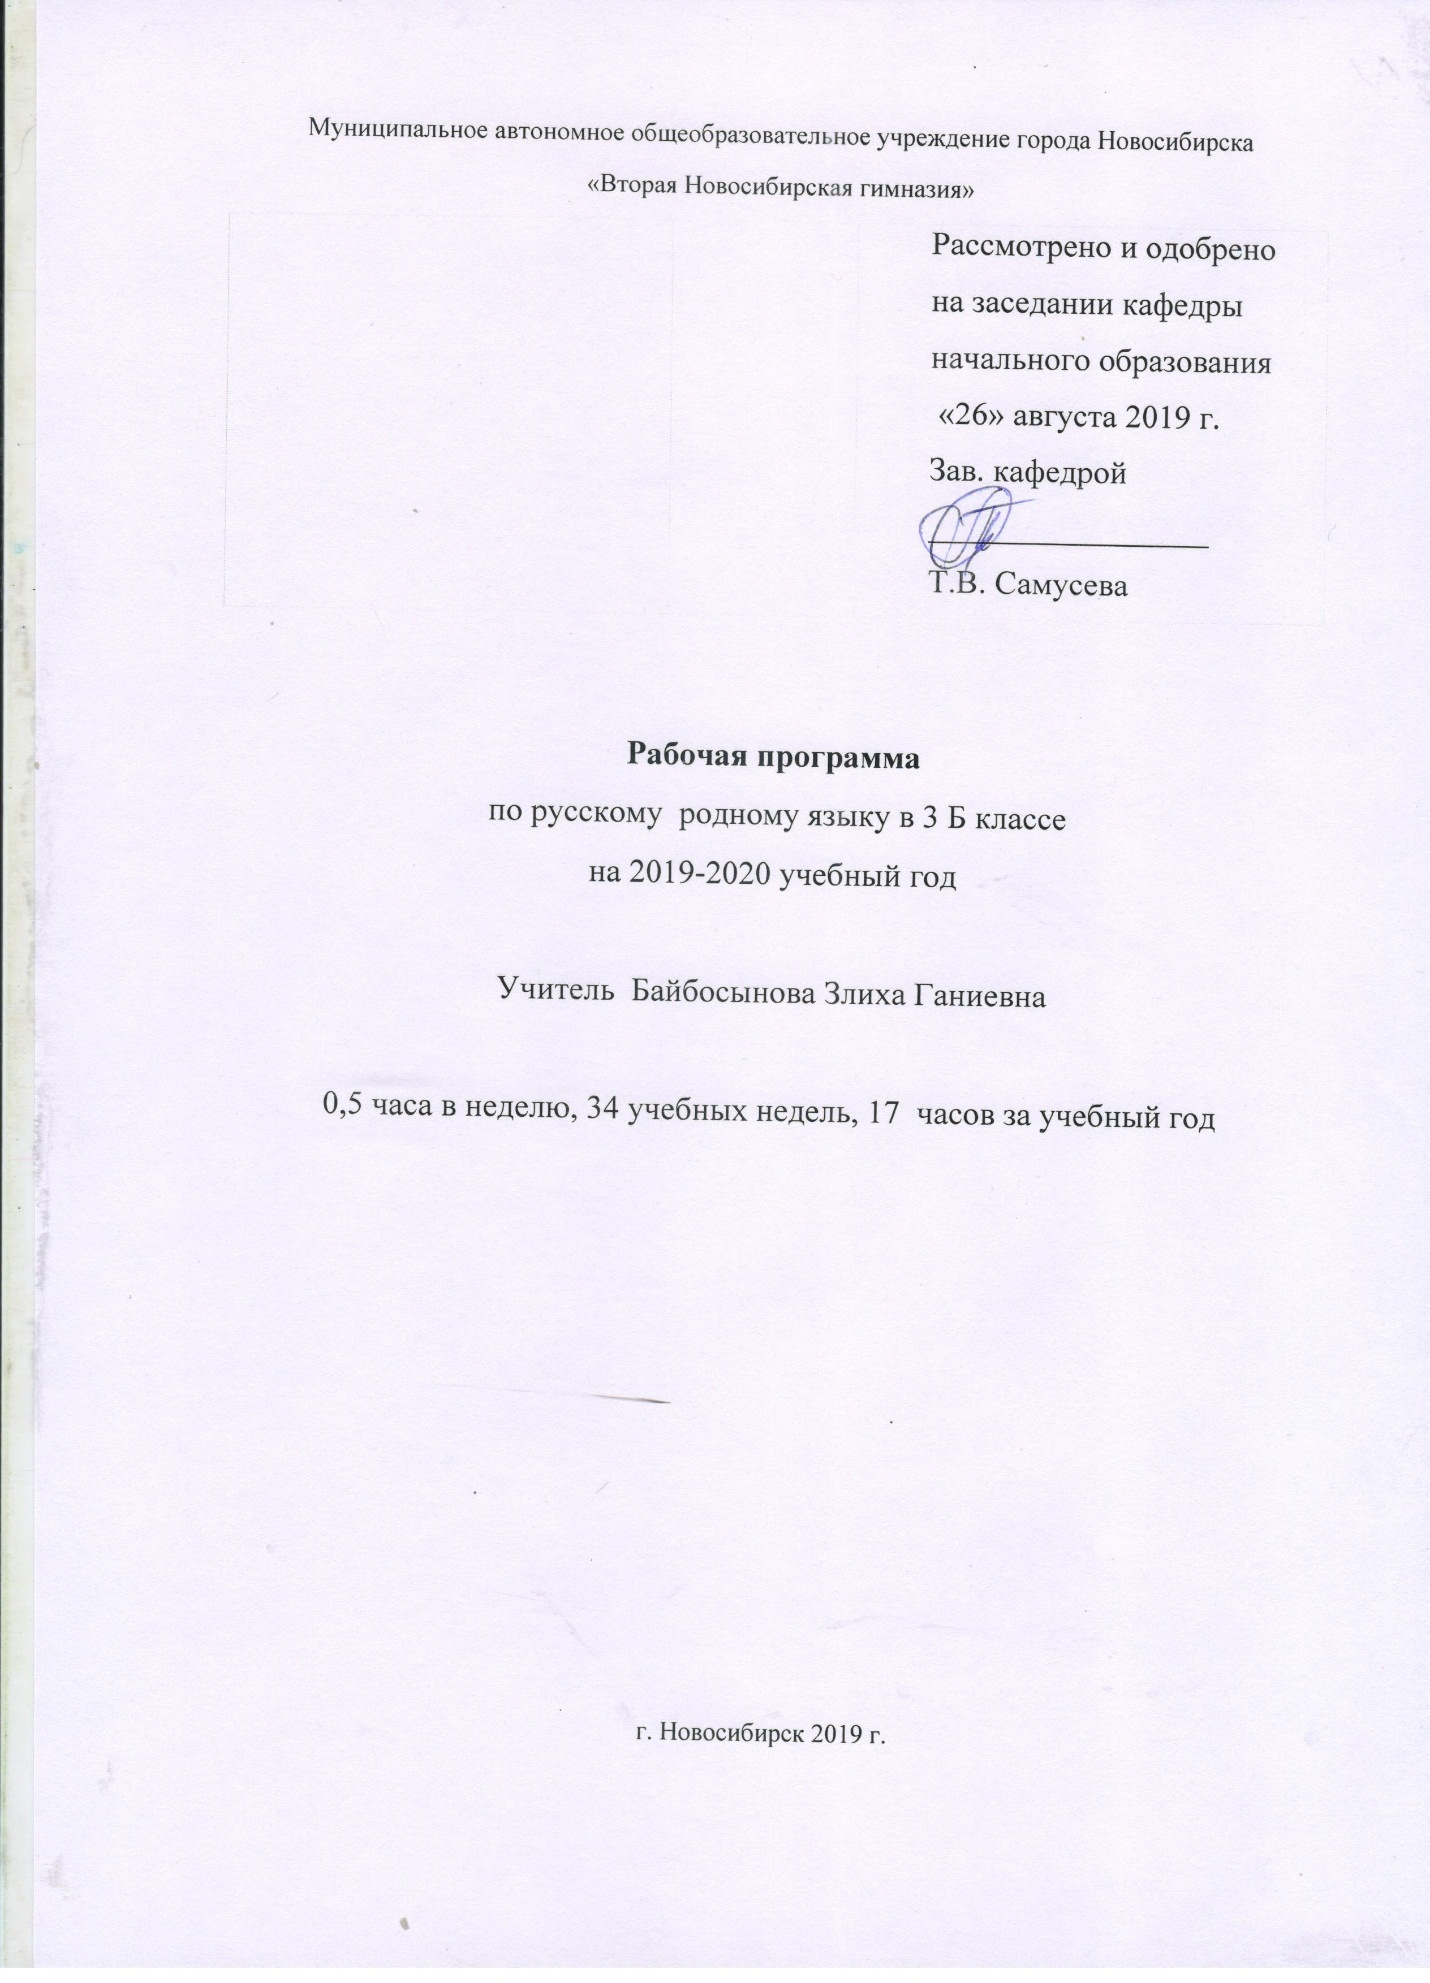 Муниципальное автономное общеобразовательное учреждение города Новосибирска
«Вторая Новосибирская гимназия»
Рассмотрено и одобрено
на заседании кафедры
начального образования
«26» августа 2019 г.
Зав. кафедрой
Т.В. Самусева
Рабочая программа
по русскому родному языку в 3 Б классе
на 2019-2020 учебный год
Учитель Байбосынова Злиха Ганиевна
0,5 часа в неделю, 34 учебных недель, 17 часов за учебный год
г. Новосибирск 2019 г.